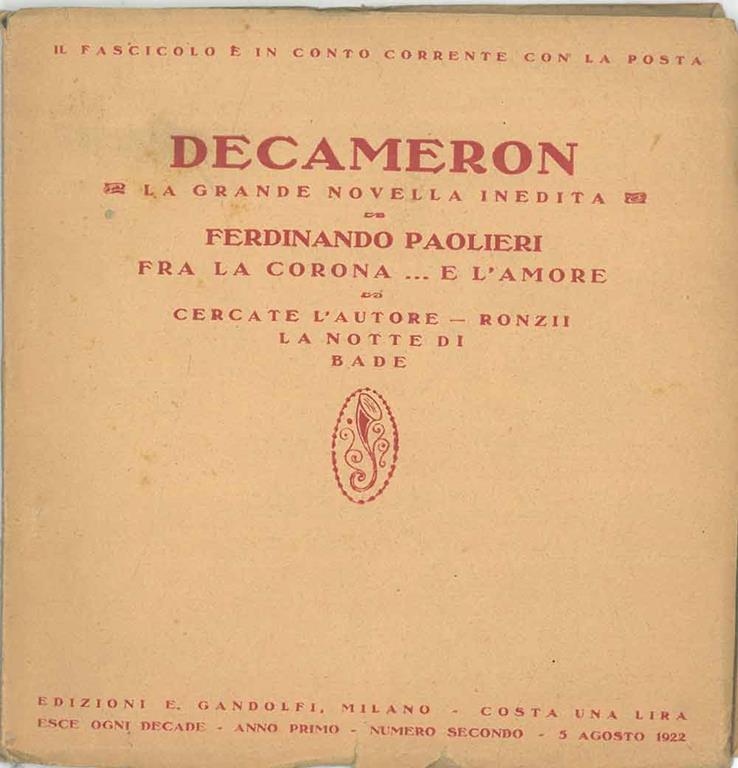 IL FASCICOLO È IN CONTO CORRENTE CON LA POSTA
DECAMERON
LA GRANDE NOVELLA INEDITA
FERDINANDO PAOLIERI
FRA LA CORONA ... E L'AMORE
CERCATE L'AUTORE — RONZII
LA NOTTE DI
BADE
EDIZIONI E. GANDOLFI, MILANO - COSTA UNA LIRA
ESCE OGNI DECADE - ANNO PRIMO - NUMERO SECONDO - 5 AGOSTO 1922